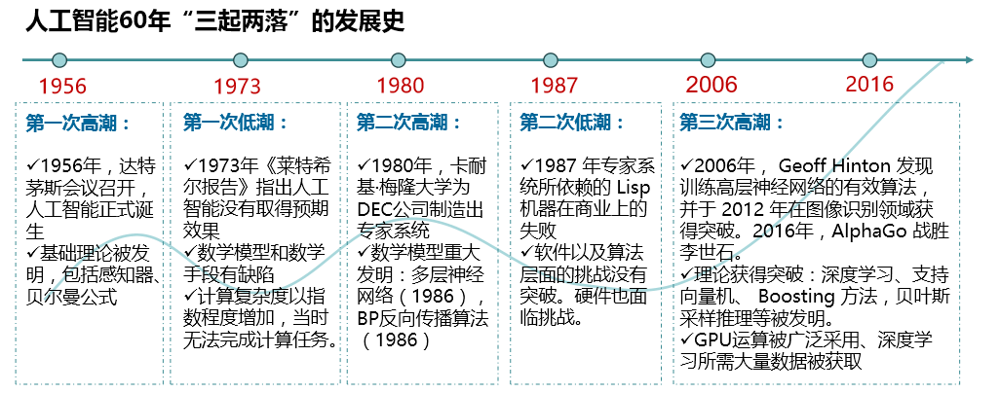 人工智能60年“三起两落”的发展史
1956
1973
1980
1987
2006
2016
第一次高潮：
✓1956年，达特
茅斯会议召开，
人工智能正式诞
生
✓基础理论被发
明，包括感知器、
贝尔曼公式
第一次低潮：
✓1973年《莱特希
尔报告》指出人工
智能没有取得预期
效果
✓数学模型和数学
手段有缺陷
✓计算复杂度以指
数程度增加，当时
无法完成计算任务。
第二次高潮：
✓1980年，卡耐
基·梅隆大学为
DEC公司制造出
专家系统
✓数学模型重大
发明：多层神经
网络（1986），
BP反向传播算法
（1986）
第二次低潮：
✓1987 年专家系
统所依赖的 Lisp
机器在商业上的
失败
✓软件以及算法
层面的挑战没有
突破。硬件也面
临挑战。
第三次高潮：
✓2006年， Geoff Hinton 发现
训练高层神经网络的有效算法，
并于 2012 年在图像识别领域获
得突破。2016年，AlphaGo 战胜
李世石。
✓理论获得突破：深度学习、支持
向量机、 Boosting 方法，贝叶斯
采样推理等被发明。
✓GPU运算被广泛采用、深度学
习所需大量数据被获取